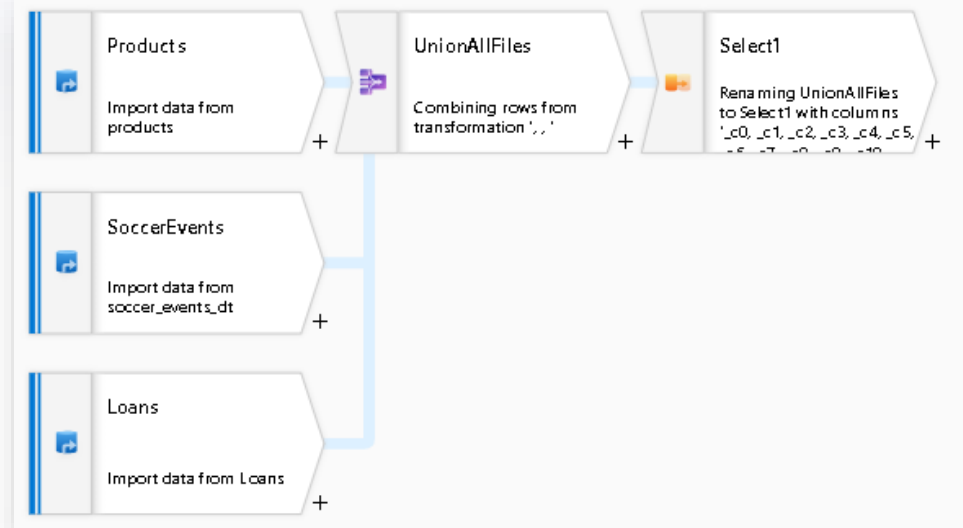 Products
Import data from
products
+
UnionAllFiles
Combining rows from
transformation ', , '
+
Select1
Renaming UnionAllFiles
to Select1 with columns
'_c0, _c1, _c2, _c3, _c4, _c5,
+
SoccerEvents
Import data from
soccer_events_dt
+
Loans
Import data from Loans
+